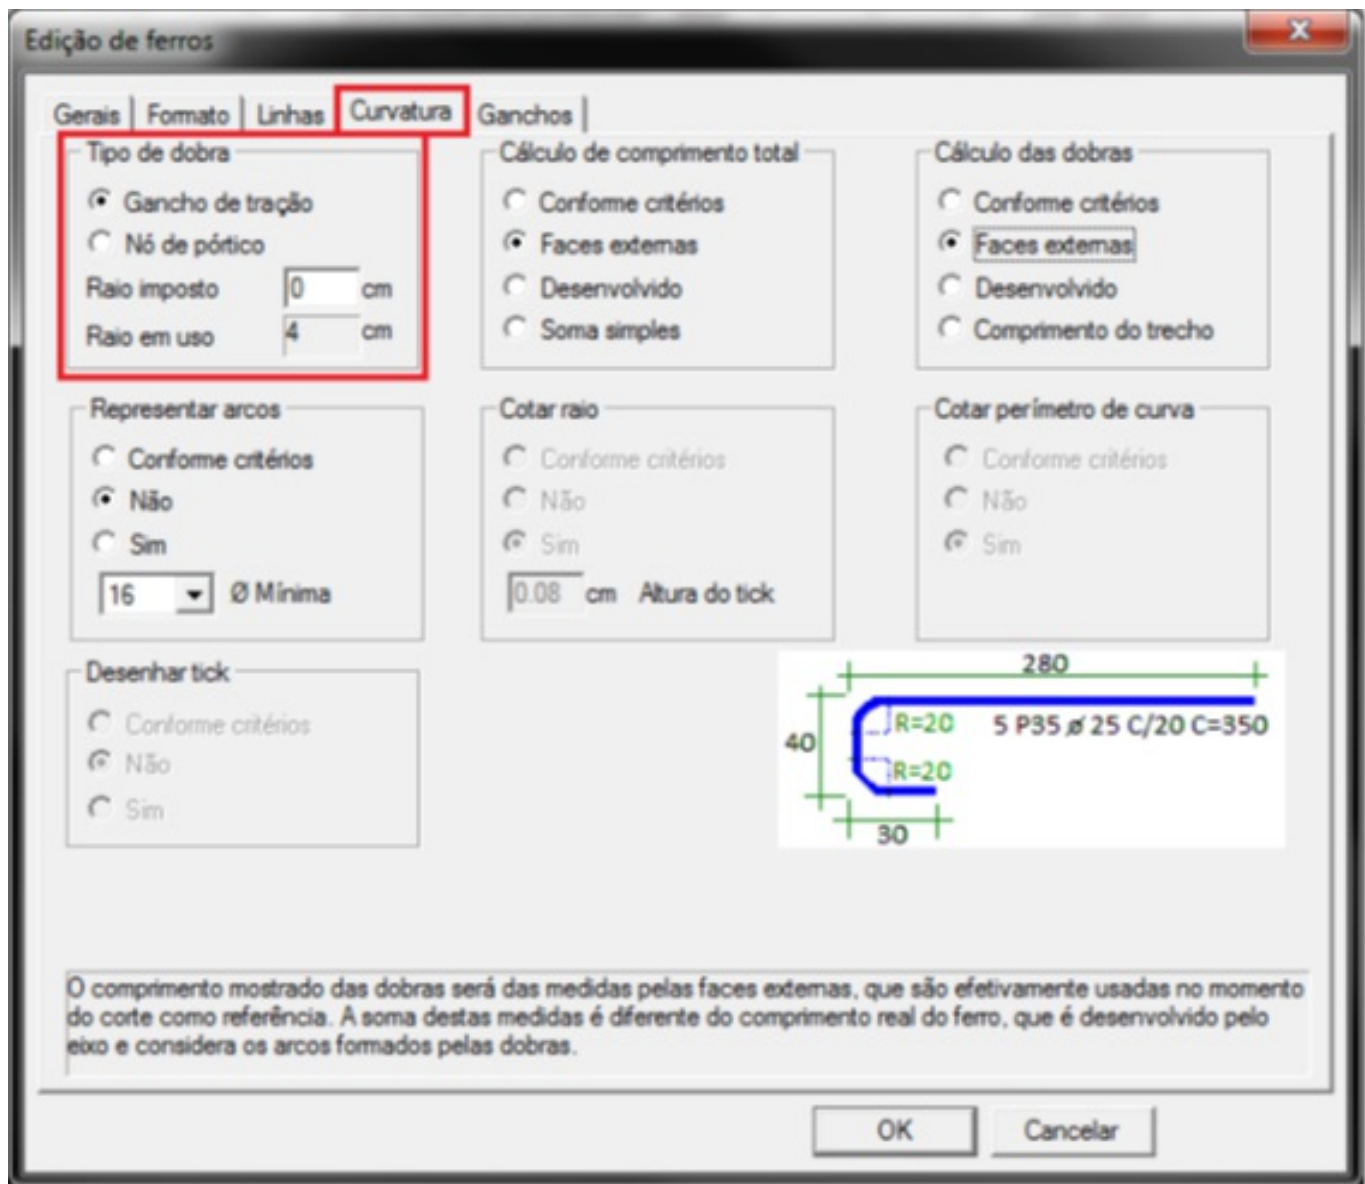 Edição de ferros
Gerais
Formato
Linhas
Curvatura
Ganchos
Tipo de dobra
Gancho de tração
Nó de pórtico
Raio imposto 0 cm
Raio em uso 4 cm
Cálculo de comprimento total
Conforme critérios
Faces externas
Desenvolvido
Soma simples
Cálculo das dobras
Conforme critérios
Faces externas
Desenvolvido
Comprimento do trecho
Representar arcos
Conforme critérios
Não
Sim
16 Ø Mínima
Cotar raio
Conforme critérios
Não
Sim
0.08 cm Altura do tick
Cotar perímetro de curva
Conforme critérios
Não
Sim
Desenhar tick
Conforme critérios
Não
Sim
280
R=20
5 P35 ø 25 C/20 C=350
40
R=20
30
O comprimento mostrado das dobras será das medidas pelas faces externas, que são efetivamente usadas no momento
do corte como referência. A soma destas medidas é diferente do comprimento real do ferro, que é desenvolvido pelo
eixo e considera os arcos formados pelas dobras.
OK
Cancelar